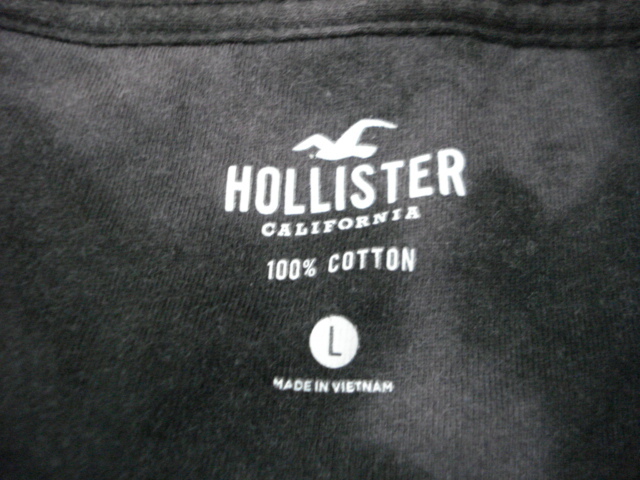 HOLLISTER
CALIFORNIA
100% COTTON
L
MADE IN VIETNAM